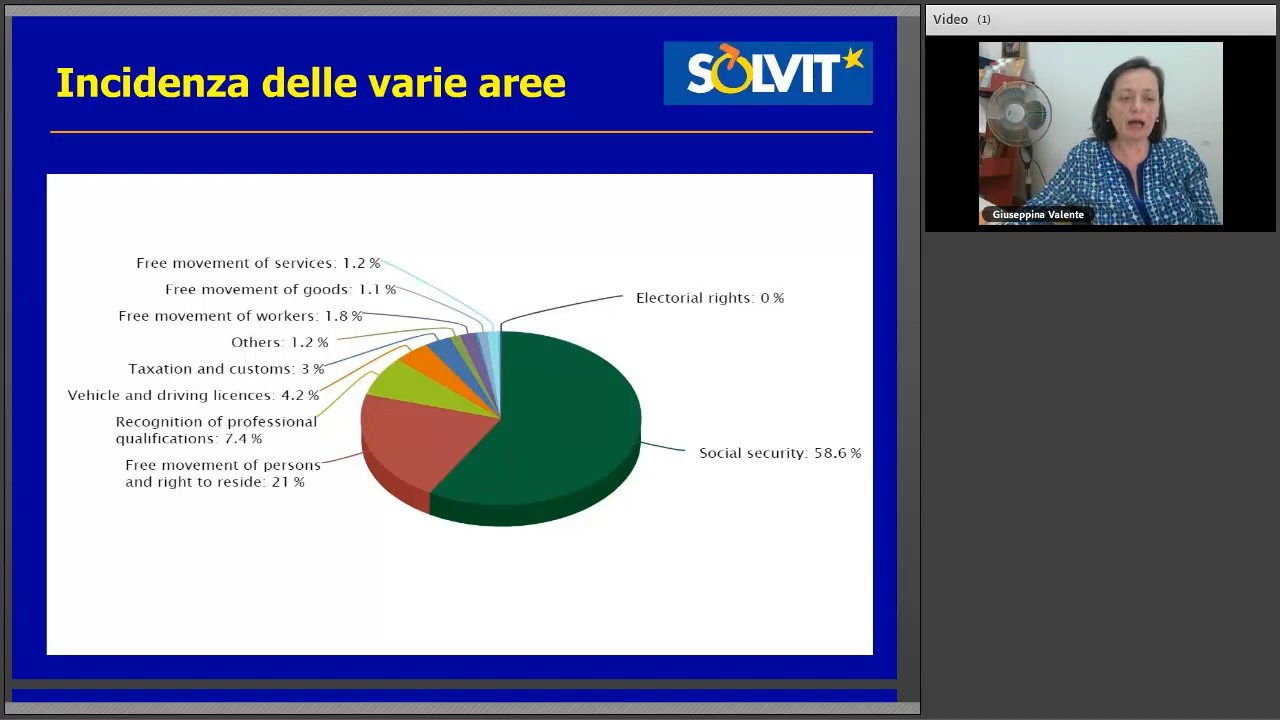 Incidenza delle varie aree
SOLVIT
Free movement of services: 1.2 %
Free movement of goods: 1.1 %
Free movement of workers: 1.8 %
Others: 1.2 %
Taxation and customs: 3 %
Vehicle and driving licences: 4.2 %
Recognition of professional
qualifications: 7.4 %
Free movement of persons
and right to reside: 21 %
Electorial rights: 0 %
Social security: 58.6 %
Video (1)
Giuseppina Valente